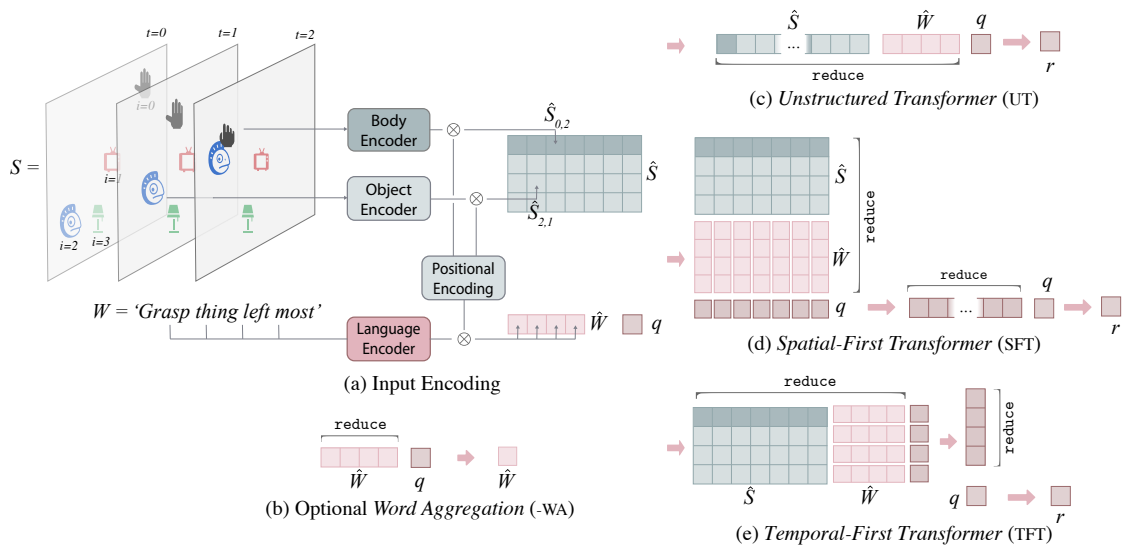 t=0
t=1
t=2
S =
i=0
i=1
i=2
i=3
Body
Encoder
Object
Encoder
Positional
Encoding
Ŝ0,2
Ŝ2,1
Ŝ
W = ‘Grasp thing left most’
Language
Encoder
Ŵ
q
(a) Input Encoding
reduce
Ŵ
q
Ŵ
(b) Optional Word Aggregation (-WA)
Ŝ
Ŵ
q
...
reduce
r
(c) Unstructured Transformer (UT)
Ŝ
Ŵ
reduce
q
reduce
...
q
r
(d) Spatial-First Transformer (SFT)
reduce
Ŝ
Ŵ
reduce
q
r
(e) Temporal-First Transformer (TFT)